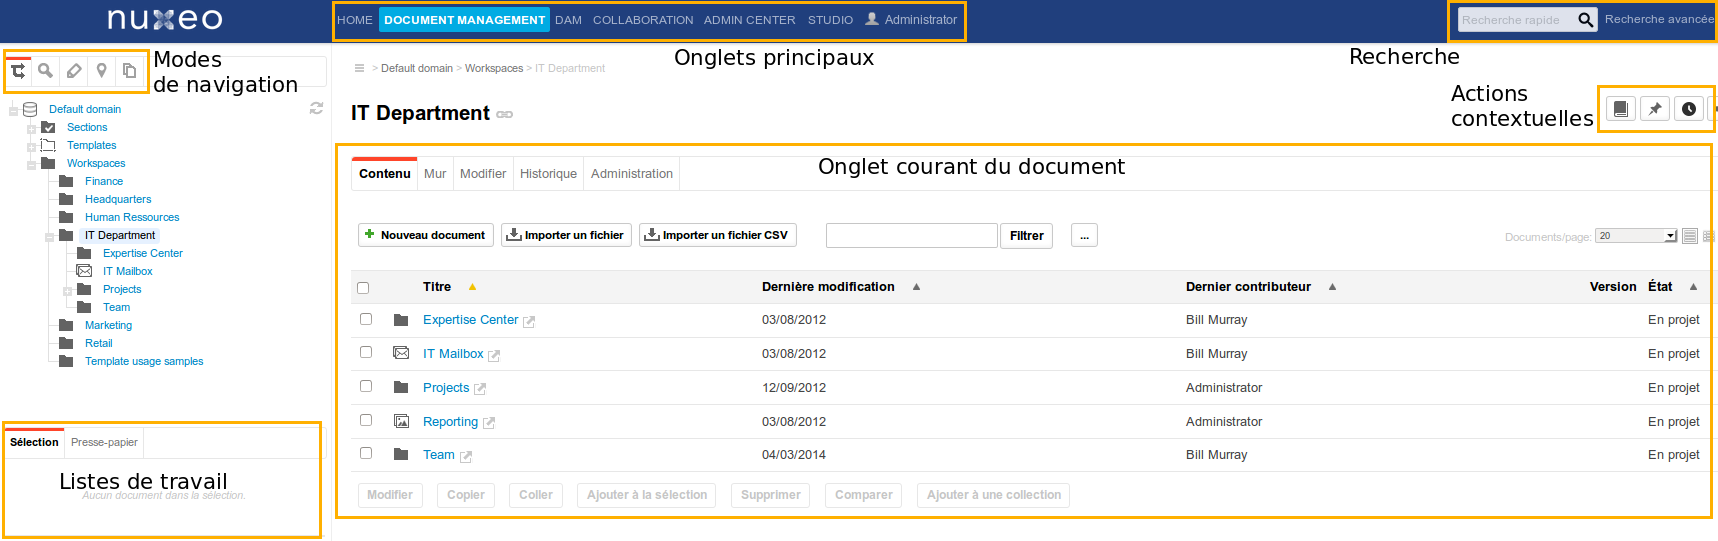 nuxeo
HOME DOCUMENT MANAGEMENT DAM COLLABORATION ADMIN CENTER STUDIO Administrator
Recherche rapide Recherche avancée
Modes
de navigation
Onglets principaux
Recherche
> Default domain > Workspaces > IT Department
IT Department
Actions
contextuelles
Default domain
Sections
Templates
Workspaces
Finance
Headquarters
Human Ressources
IT Department
Expertise Center
IT Mailbox
Projects
Team
Marketing
Retail
Template usage samples
Sélection Presse-papier
Listes de travail
Aucun document dans la sélection.
Onglet courant du document
Contenu Mur Modifier Historique Administration
Nouveau document Importer un fichier Importer un fichier CSV Filtrer ... Documents/page: 20
Titre Dernière modification Dernier contributeur Version État
Expertise Center 03/08/2012 Bill Murray En projet
IT Mailbox 03/08/2012 Bill Murray En projet
Projects 12/09/2012 Administrator En projet
Reporting 03/08/2012 Administrator En projet
Team 04/03/2014 Bill Murray En projet
Modifier Copier Coller Ajouter à la sélection Supprimer Comparer Ajouter à une collection